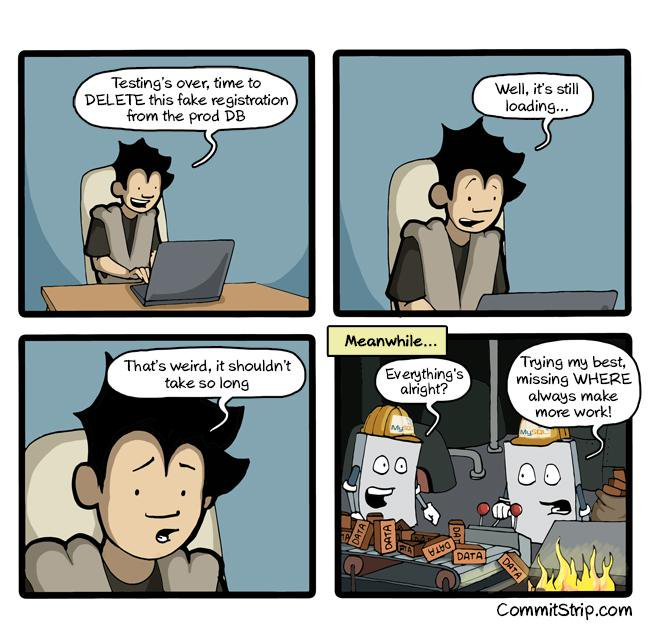 Testing's over, time to
DELETE this fake registration
from the prod DB
Well, it's still
loading...
That's weird, it shouldn't
take so long
Meanwhile...
Everything's
alright?
Trying my best,
missing WHERE
always make
more work!
MySQL
MySQL
DATA
DATA
DATA
DATA
DATA
DATA
CommitStrip.com